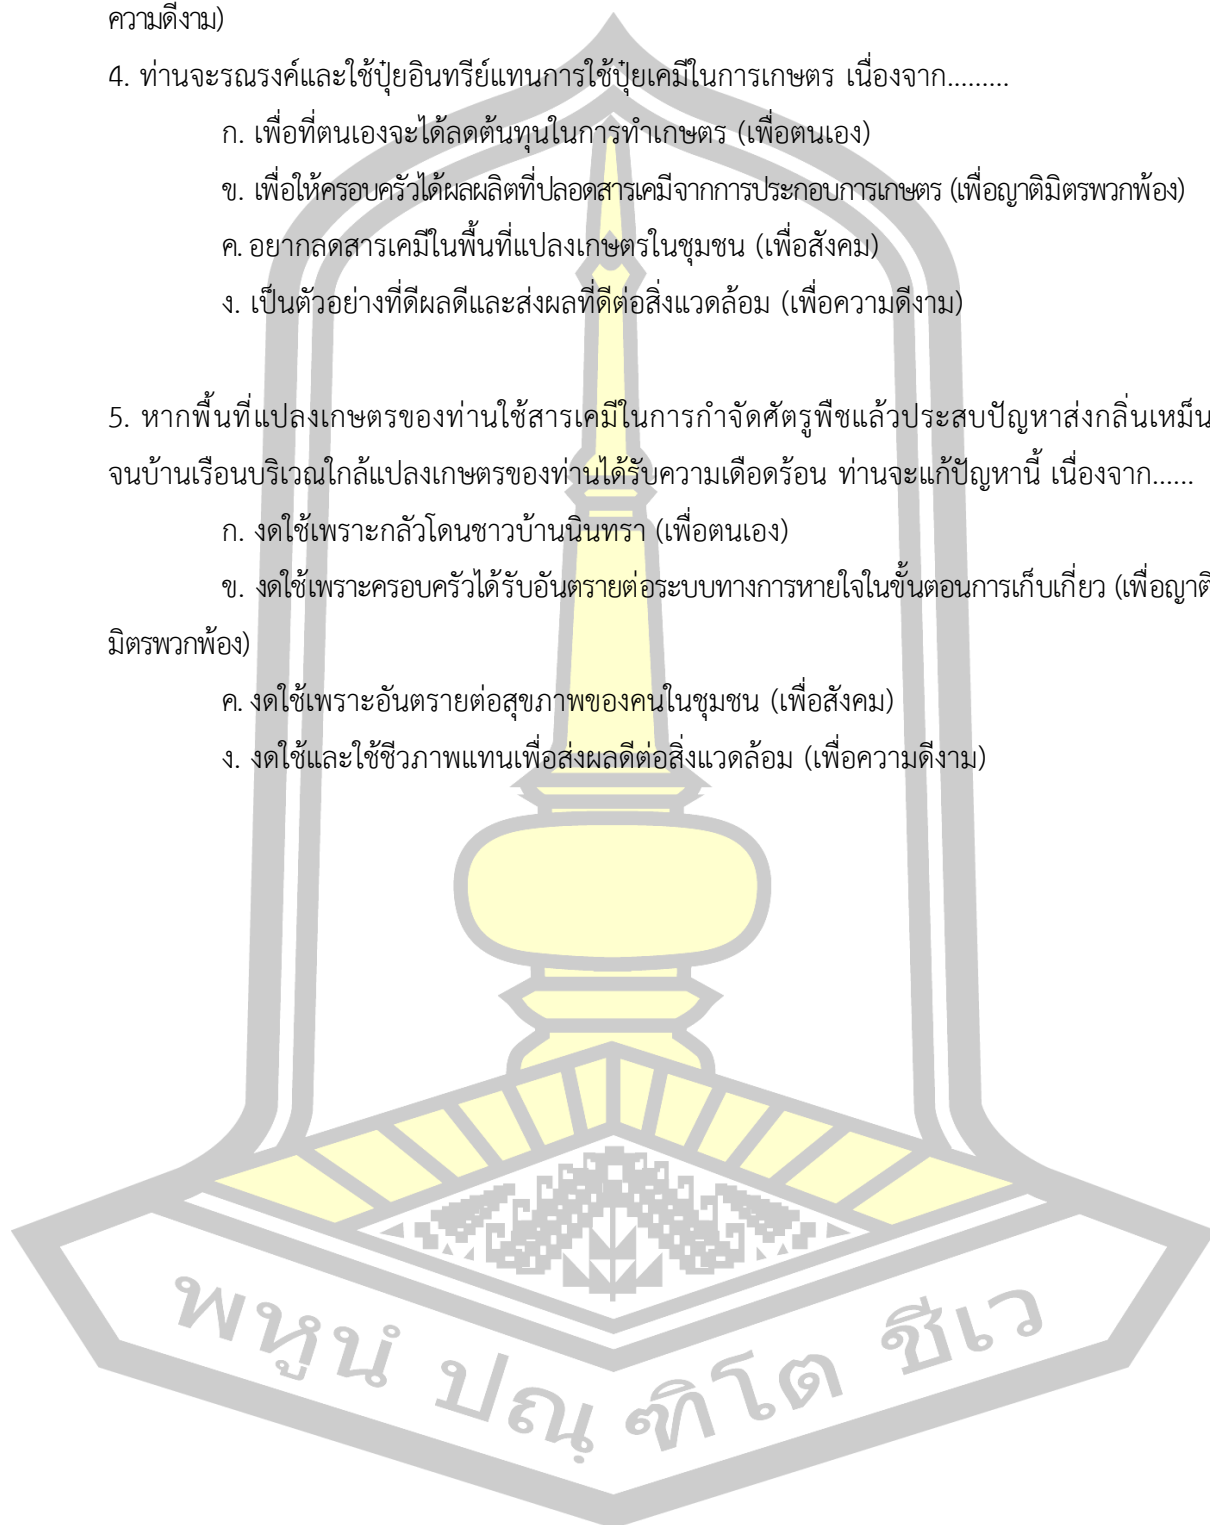 ความดีงาม)
4. ท่านจะรณรงค์และใช้ปุ๋ยอินทรีย์แทนการใช้ปุ๋ยเคมีในการเกษตร เนื่องจาก.........
ก. เพื่อที่ตนเองจะได้ลดต้นทุนในการทำเกษตร (เพื่อตนเอง)
ข. เพื่อให้ครอบครัวได้ผลผลิตที่ปลอดสารเคมีจากการประกอบการเกษตร (เพื่อญาติมิตรพวกพ้อง)
ค. อยากลดสารเคมีในพื้นที่แปลงเกษตรในชุมชน (เพื่อสังคม)
ง. เป็นตัวอย่างที่ดีผลดีและส่งผลที่ดีต่อสิ่งแวดล้อม (เพื่อความดีงาม)
5. หากพื้นที่แปลงเกษตรของท่านใช้สารเคมีในการกำจัดศัตรูพืชแล้วประสบปัญหาส่งกลิ่นเหม็น
จนบ้านเรือนบริเวณใกล้แปลงเกษตรของท่านได้รับความเดือดร้อน ท่านจะแก้ปัญหานี้ เนื่องจาก......
ก. งดใช้เพราะกลัวโดนชาวบ้านนินทรา (เพื่อตนเอง)
ข. งดใช้เพราะครอบครัวได้รับอันตรายต่อระบบทางการหายใจในขั้นตอนการเก็บเกี่ยว (เพื่อญาติ
มิตรพวกพ้อง)
ค. งดใช้เพราะอันตรายต่อสุขภาพของคนในชุมชน (เพื่อสังคม)
ง. งดใช้และใช้ชีวภาพแทนเพื่อส่งผลดีต่อสิ่งแวดล้อม (เพื่อความดีงาม)
พหูนํ ปณฺฑิโต ชีเว